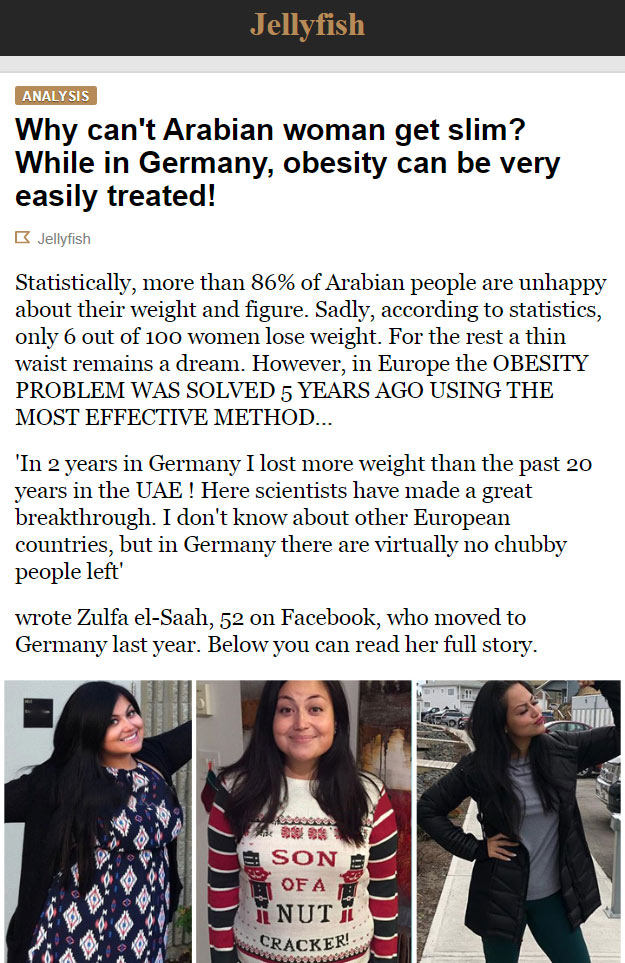 Jellyfish
ANALYSIS
Why can't Arabian woman get slim?
While in Germany, obesity can be very
easily treated!
Jellyfish
Statistically, more than 86% of Arabian people are unhappy
about their weight and figure. Sadly, according to statistics,
only 6 out of 100 women lose weight. For the rest a thin
waist remains a dream. However, in Europe the OBESITY
PROBLEM WAS SOLVED 5 YEARS AGO USING THE
MOST EFFECTIVE METHOD...
'In 2 years in Germany I lost more weight than the past 20
years in the UAE ! Here scientists have made a great
breakthrough. I don't know about other European
countries, but in Germany there are virtually no chubby
people left'
wrote Zulfa el-Saah, 52 on Facebook, who moved to
Germany last year. Below you can read her full story.
SON
OF A
NUT
CRACKER!